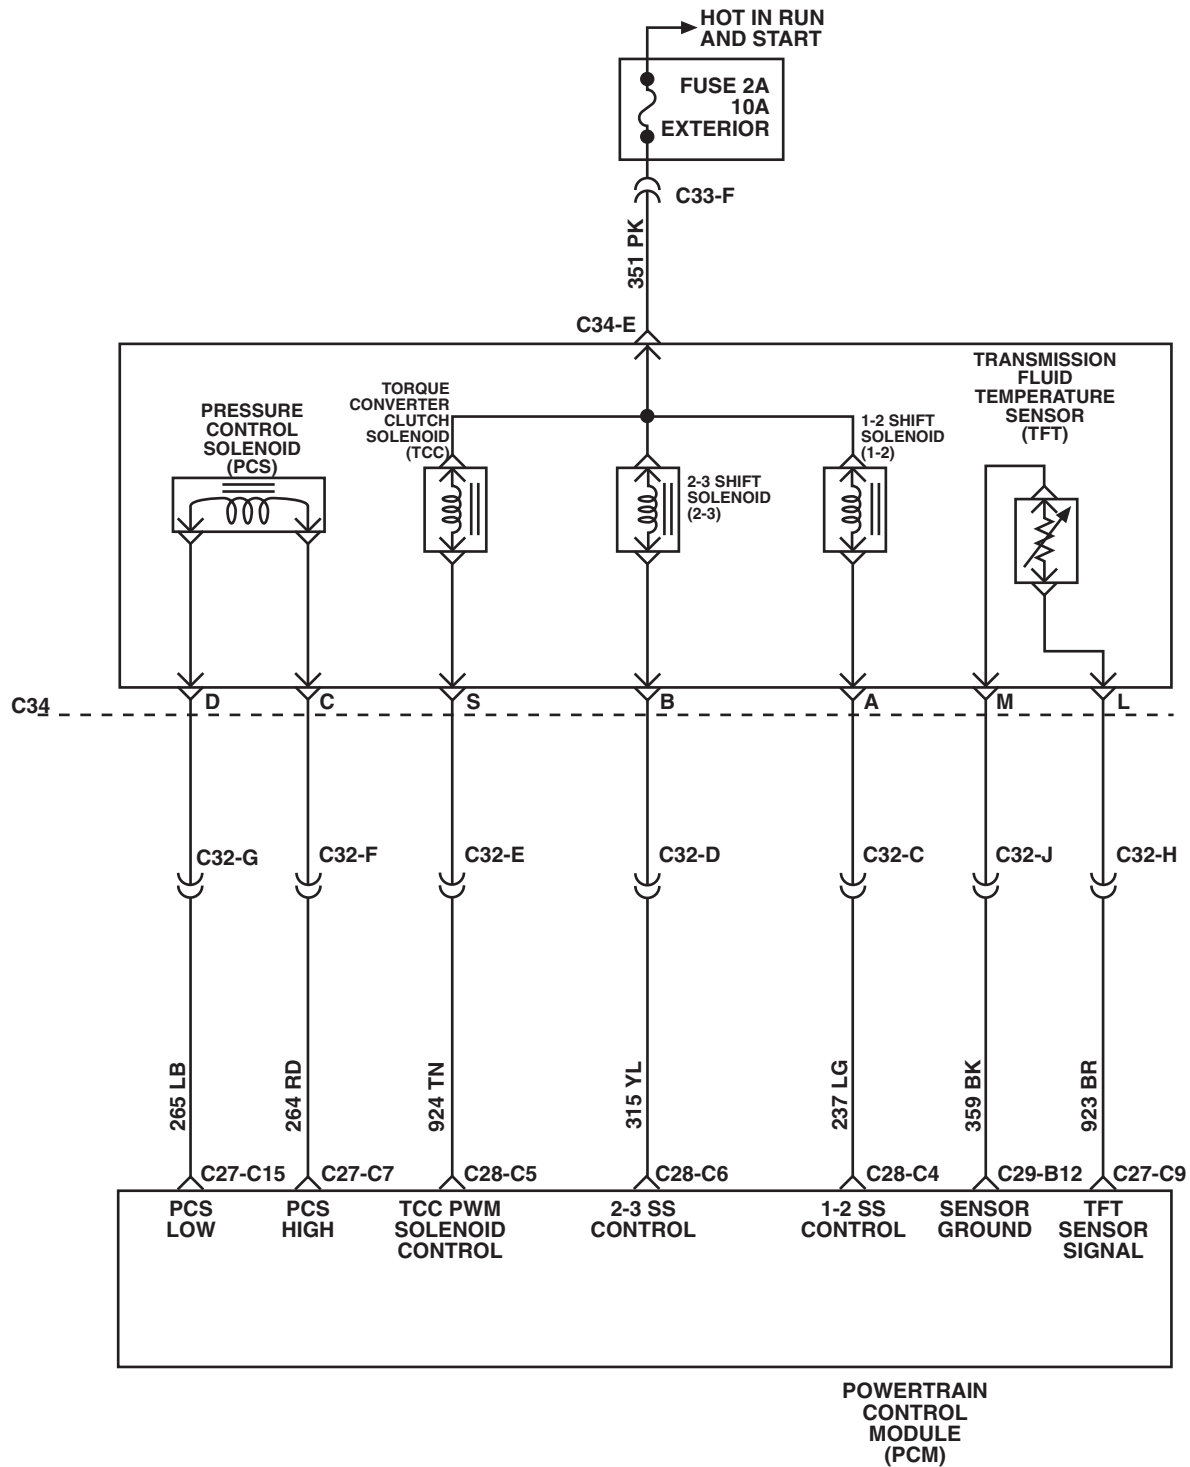 HOT IN RUN
AND START
FUSE 2A
10A
EXTERIOR
C33-F
351 PK
C34-E
PRESSURE
CONTROL
SOLENOID
(PCS)
TORQUE
CONVERTER
CLUTCH
SOLENOID
(TCC)
2-3 SHIFT
SOLENOID
(2-3)
1-2 SHIFT
SOLENOID
(1-2)
TRANSMISSION
FLUID
TEMPERATURE
SENSOR
(TFT)
C34
D
C
S
B
A
M
L
C32-G
C32-F
C32-E
C32-D
C32-C
C32-J
C32-H
265 LB
264 RD
924 TN
315 YL
237 LG
359 BK
923 BR
C27-C15
C27-C7
C28-C5
C28-C6
C28-C4
C29-B12
C27-C9
PCS
LOW
PCS
HIGH
TCC PWM
SOLENOID
CONTROL
2-3 SS
CONTROL
1-2 SS
CONTROL
SENSOR
GROUND
TFT
SENSOR
SIGNAL
POWERTRAIN
CONTROL
MODULE
(PCM)